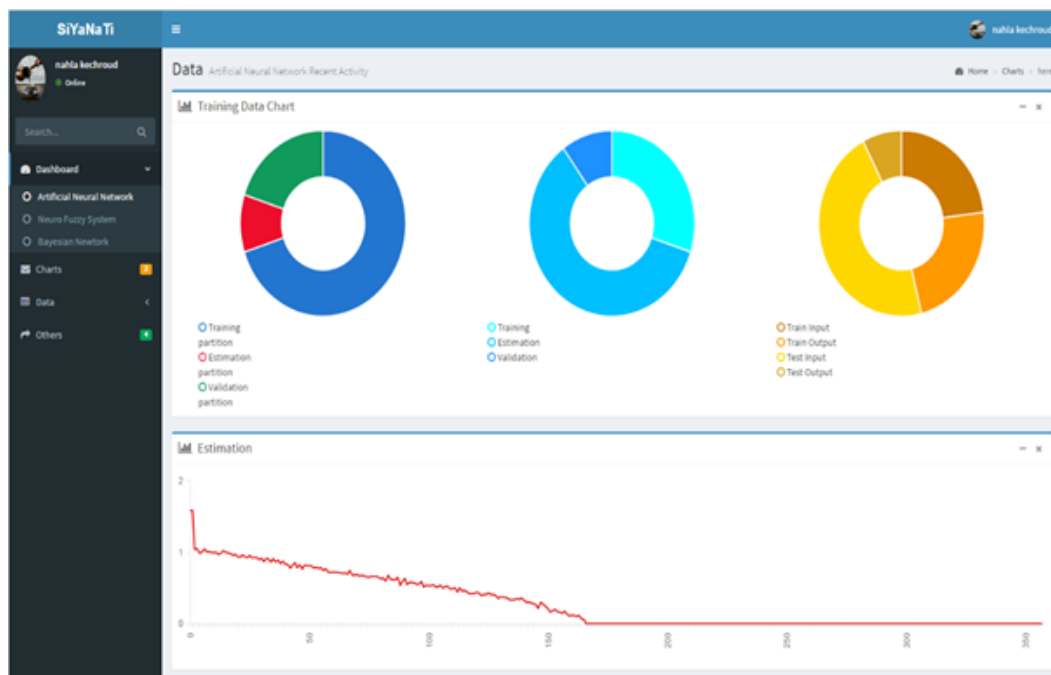 SiYaNaTi
nahla kechroud
nahla kechroud
Online
Search...
Dashboard
Artificial Neural Network
Neuro Fuzzy System
Bayesian Newtork
Charts
3
Data
Others
4
Data Artificial Neural Network Recent Activity
Home > Charts > here
Training Data Chart
Training
partition
Estimation
partition
Validation
partition
Training
Estimation
Validation
Train Input
Train Output
Test Input
Test Output
Estimation
2
1
0
0 50 100 150 200 250 300 350